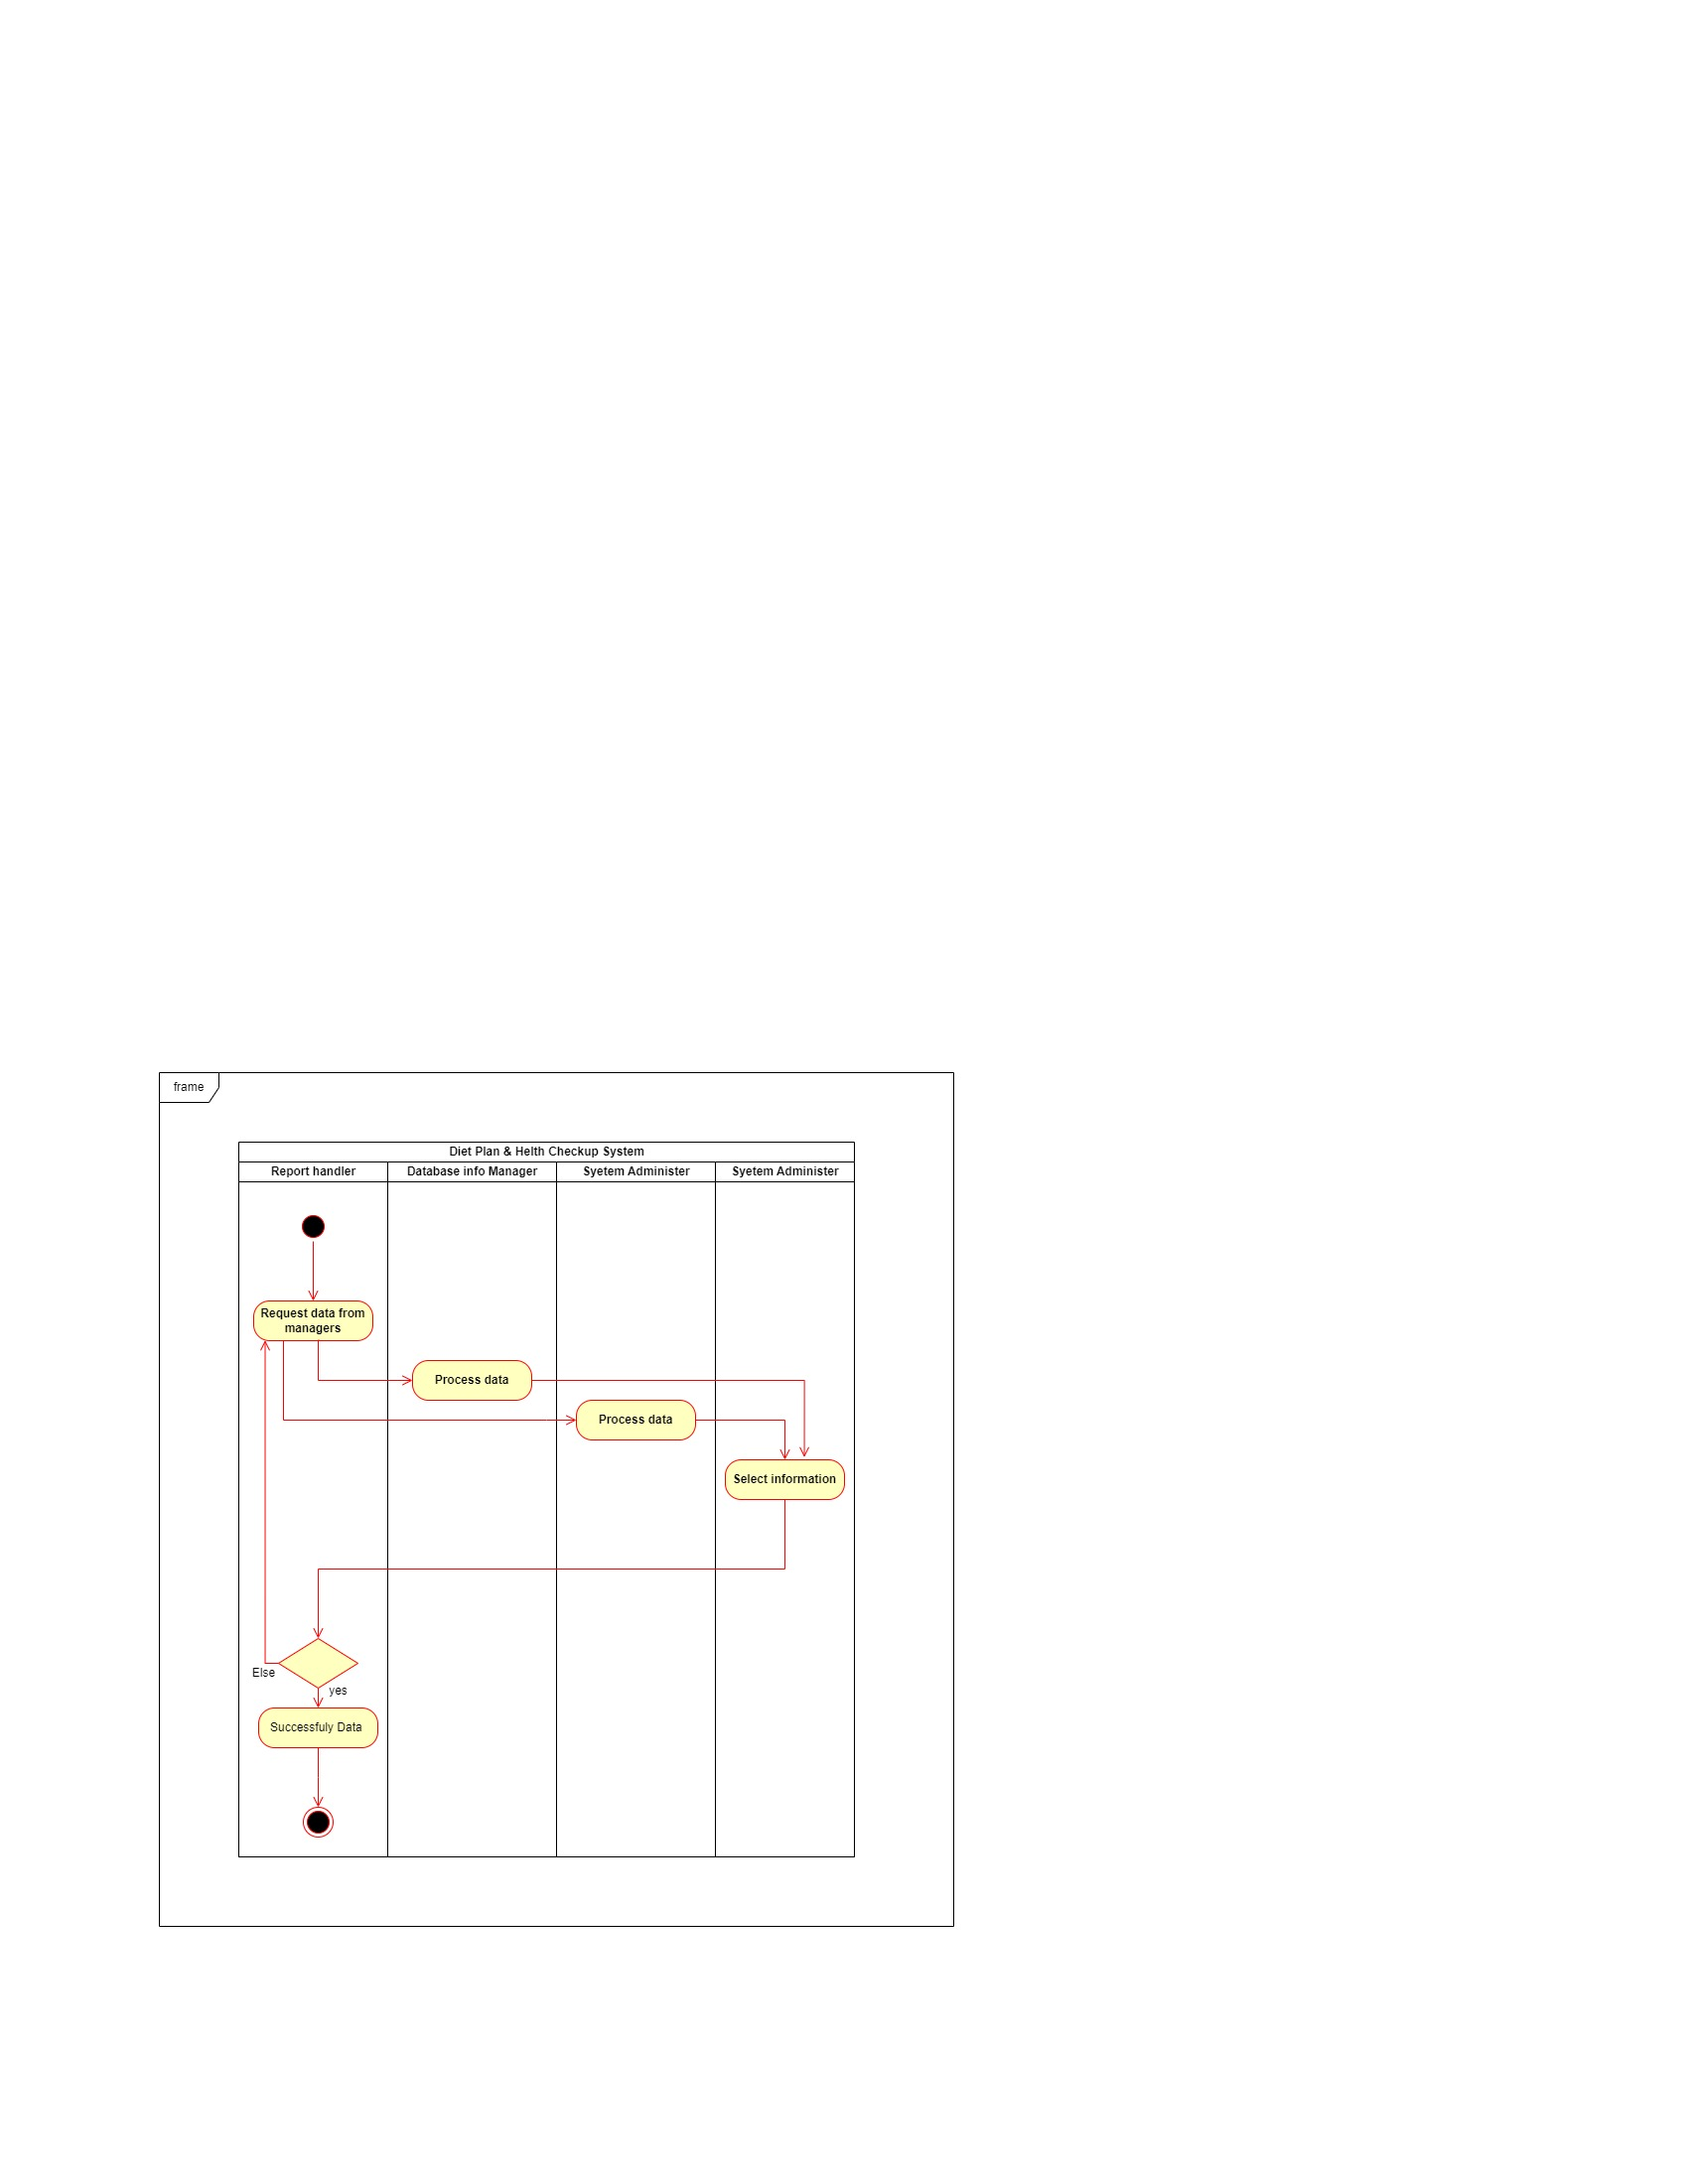 frame
Diet Plan & Helth Checkup System
Report handler
Database info Manager
Syetem Administer
Syetem Administer
Request data from
managers
Process data
Process data
Select information
Else
yes
Successfuly Data